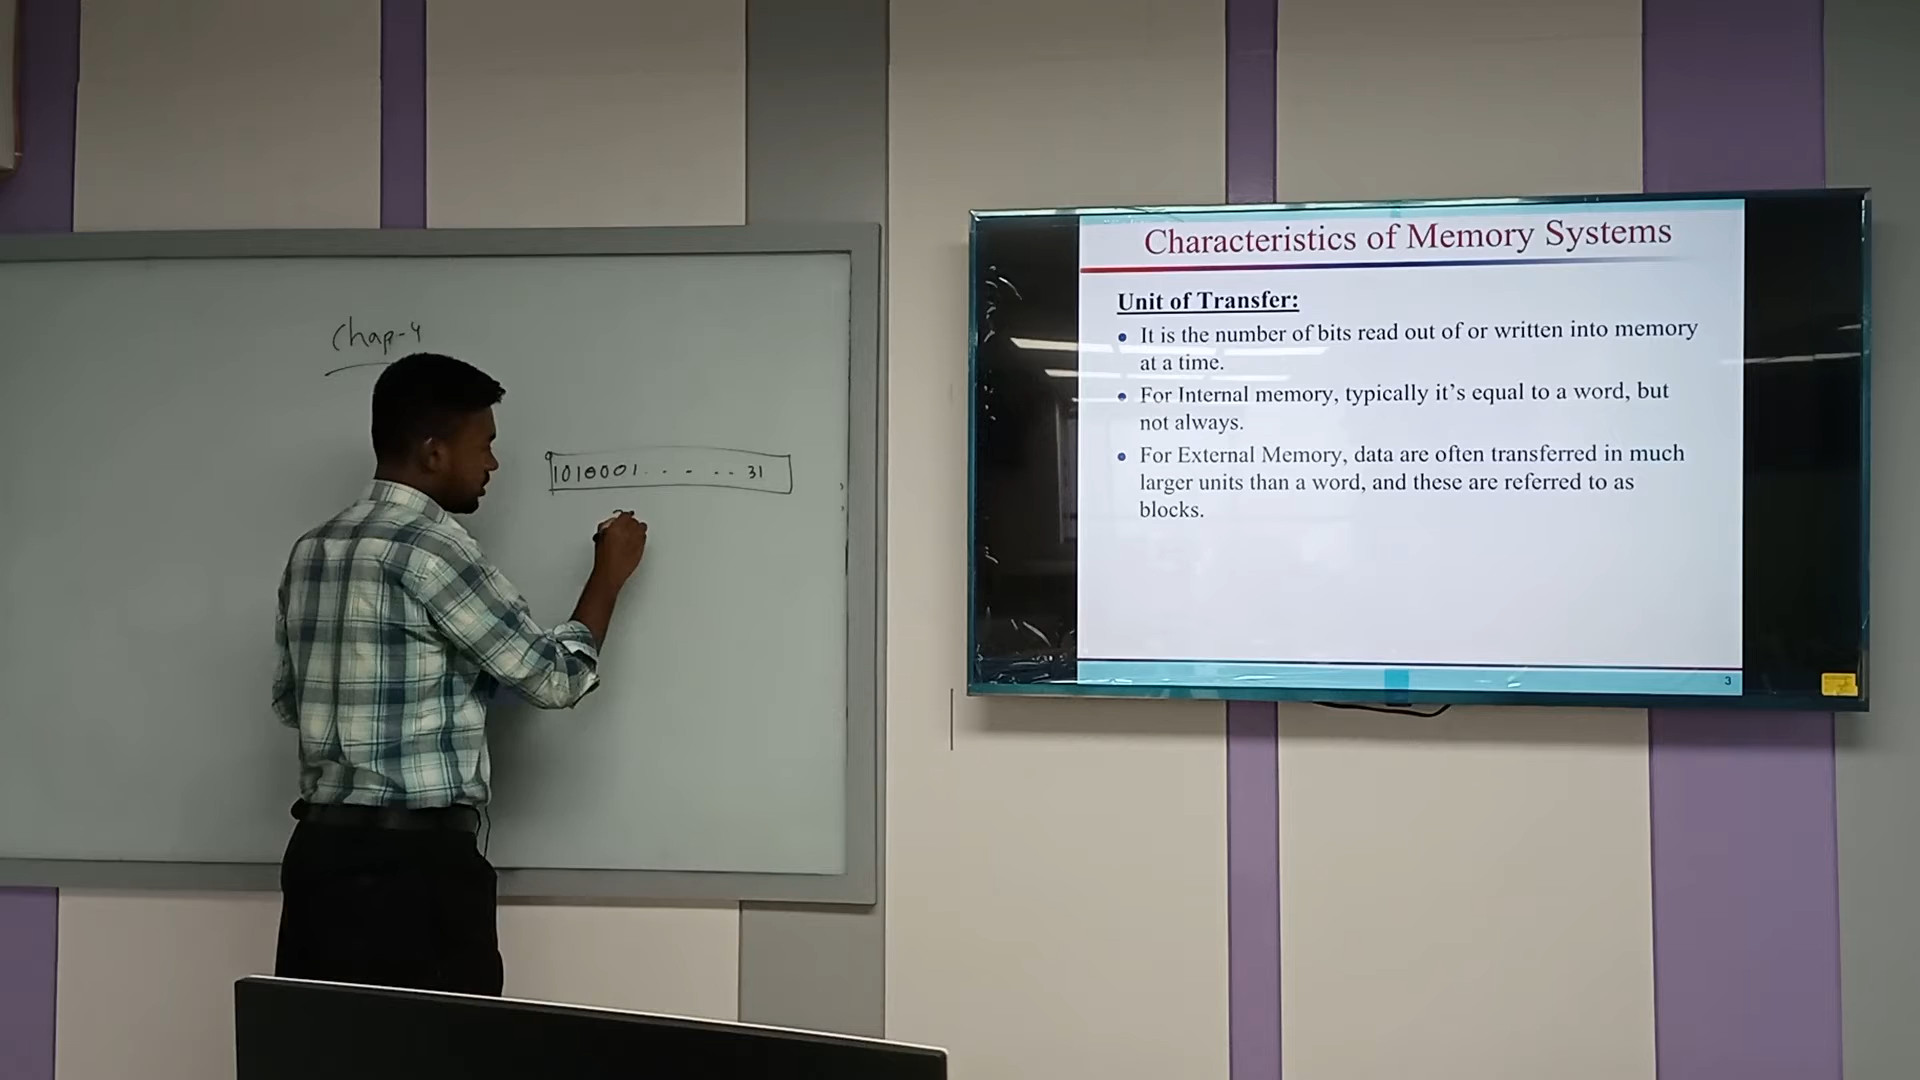 Chap-4
1010001. . - . . 31
Characteristics of Memory Systems
Unit of Transfer:
• It is the number of bits read out of or written into memory
at a time.
• For Internal memory, typically it’s equal to a word, but
not always.
• For External Memory, data are often transferred in much
larger units than a word, and these are referred to as
blocks.
3